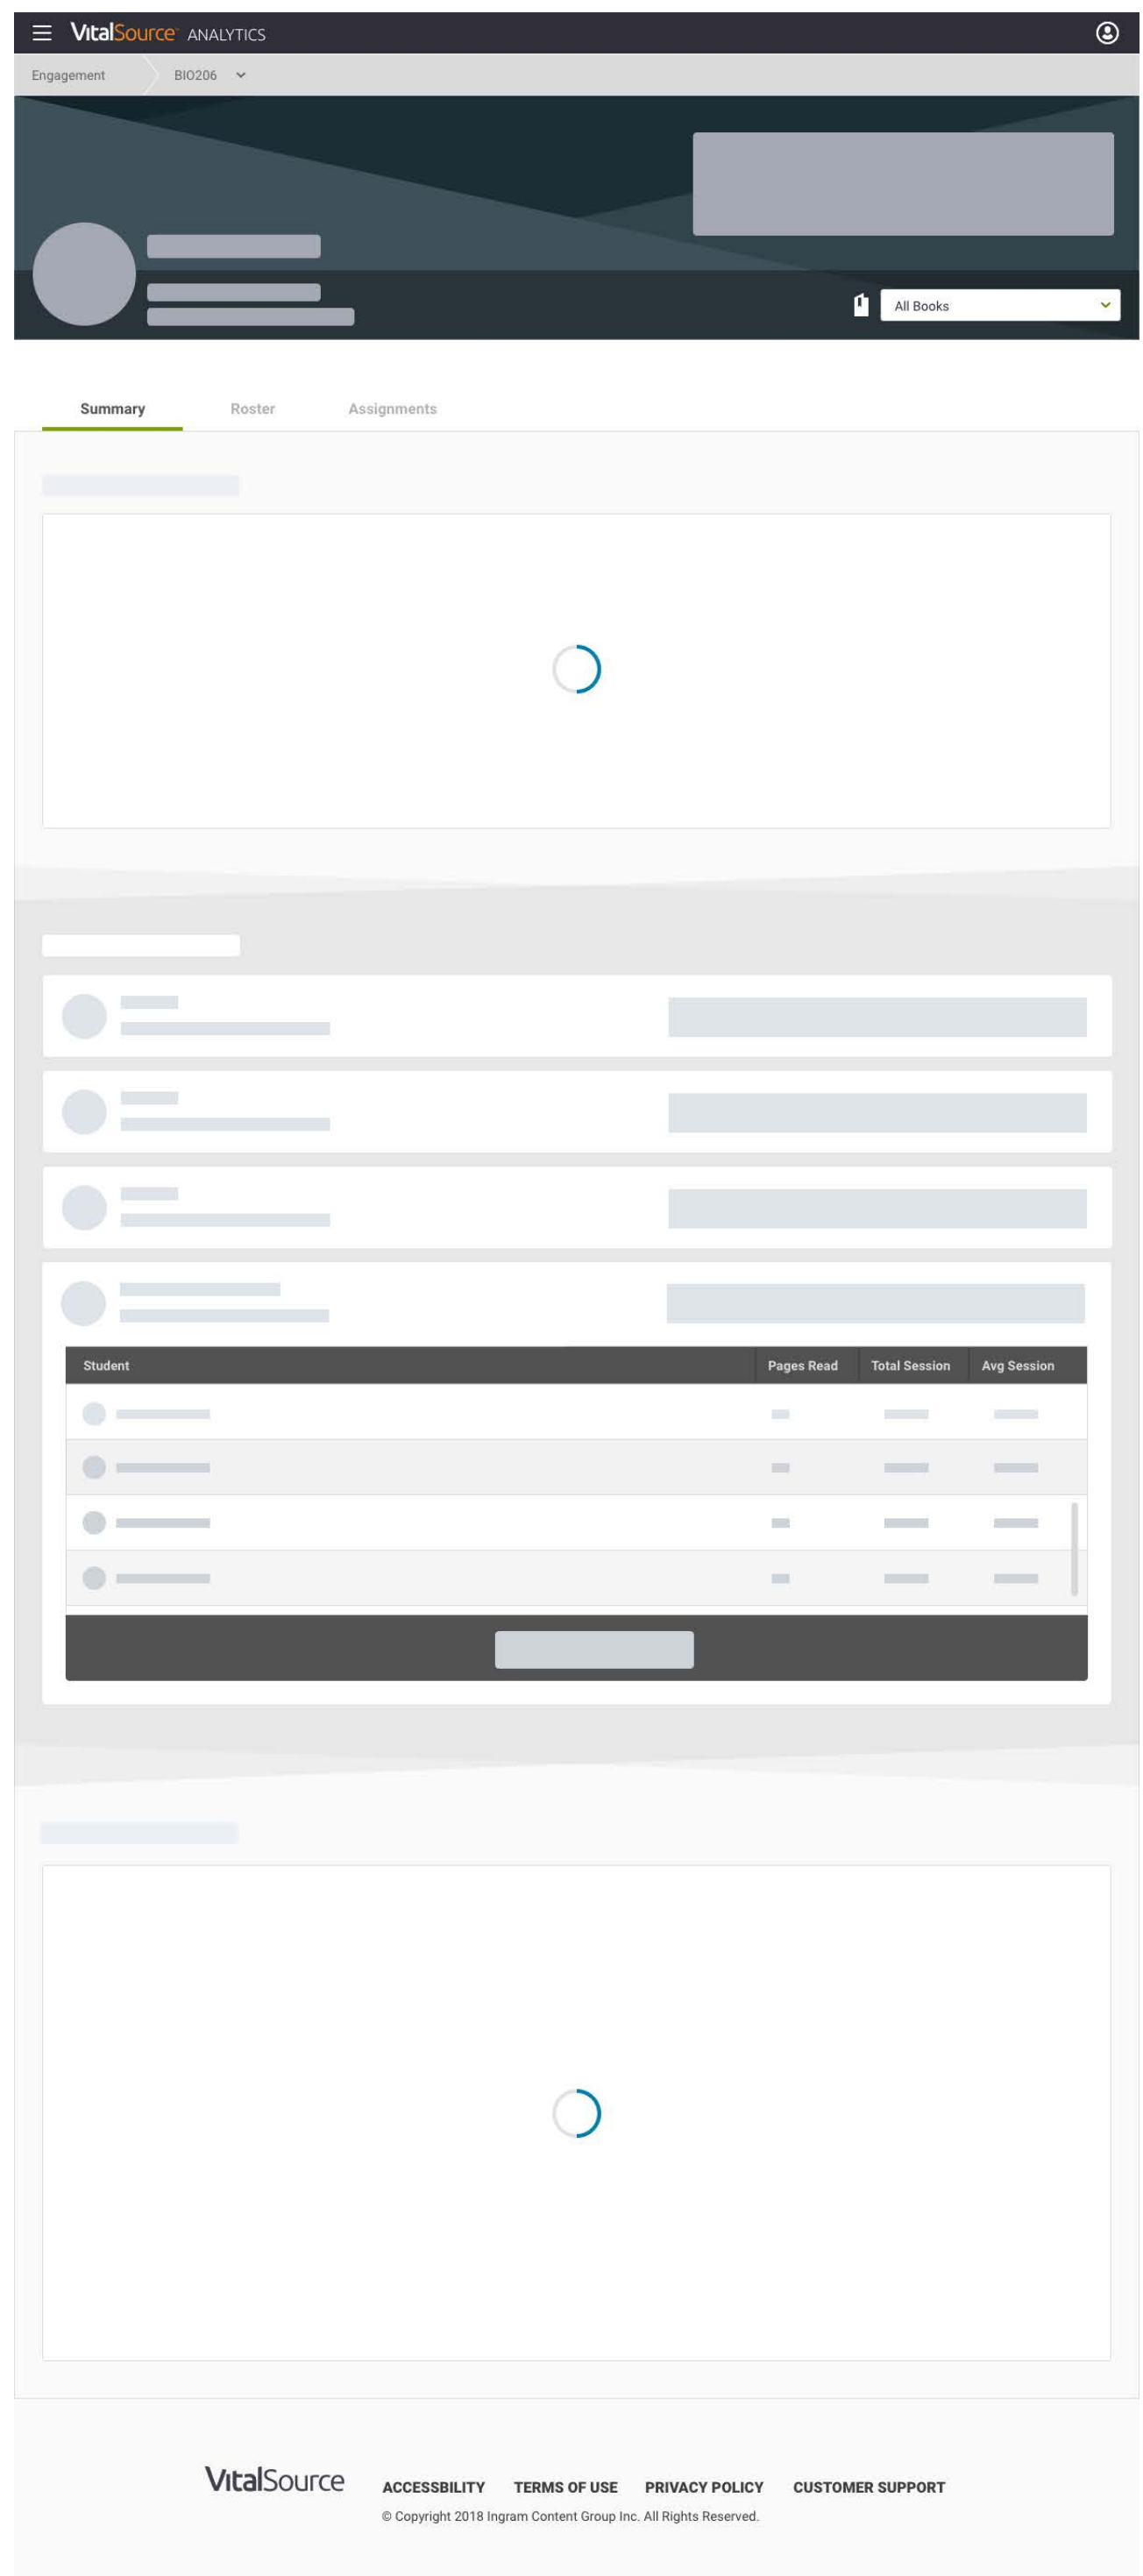 VitalSource™ ANALYTICS
Engagement BIO206
All Books
Summary Roster Assignments
Student Pages Read Total Session Avg Session
VitalSource ACCESSBILITY TERMS OF USE PRIVACY POLICY CUSTOMER SUPPORT
© Copyright 2018 Ingram Content Group Inc. All Rights Reserved.